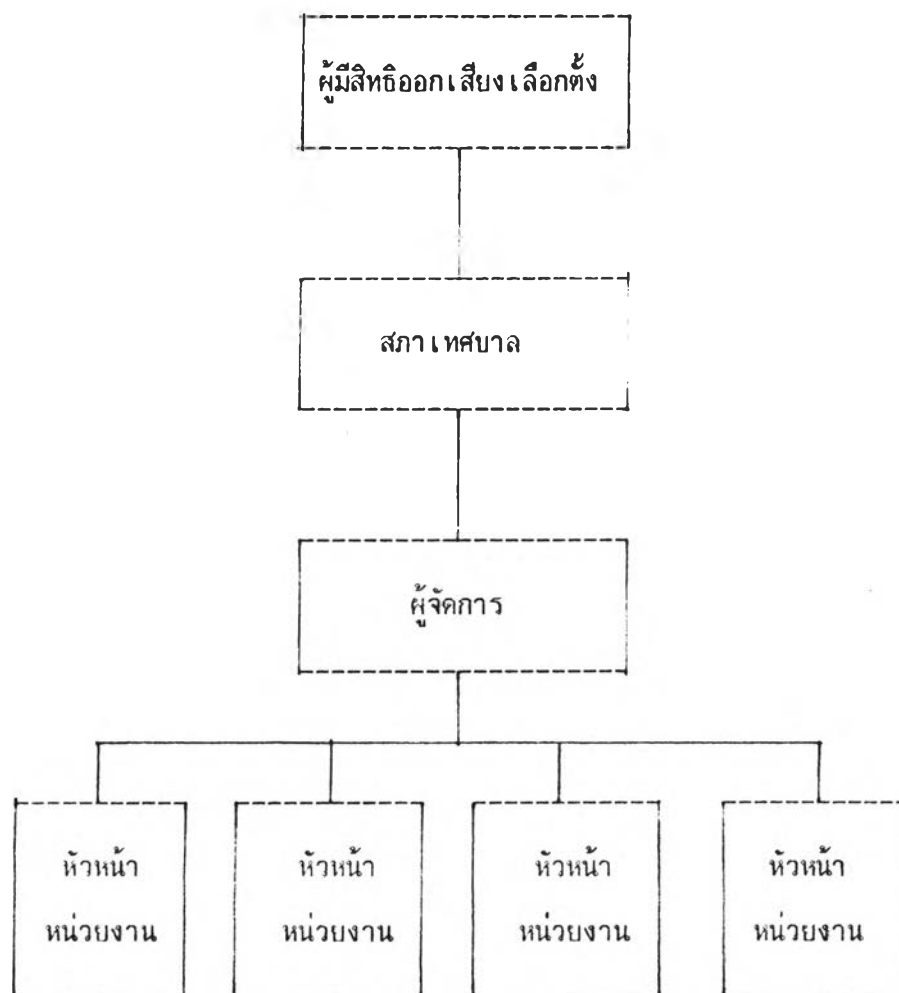 ผู้มีสิทธิออกเสียงเลือกตั้ง
สภาเทศบาล
ผู้จัดการ
หัวหน้า
หน่วยงาน
หัวหน้า
หน่วยงาน
หัวหน้า
หน่วยงาน
หัวหน้า
หน่วยงาน